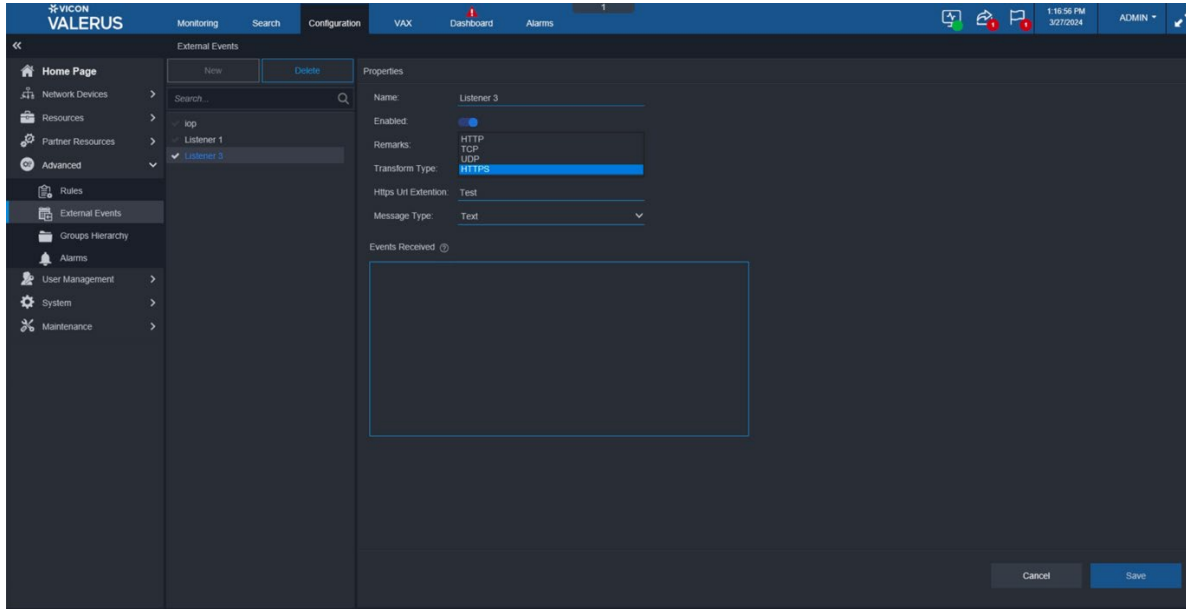 VICON
VALERUS
Monitoring
Search
Configuration
VAX
Dashboard
Alarms
1
1
1
1:16:56 PM
3/27/2024
ADMIN
External Events
Home Page
Network Devices
Resources
Partner Resources
Advanced
Rules
External Events
Groups Hierarchy
Alarms
User Management
System
Maintenance
New
Delete
Search...
iop
Listener 1
Listener 3
Properties
Name:
Listener 3
Enabled:
Remarks:
HTTP
TCP
UDP
Transform Type:
HTTPS
Https Url Extention:
Test
Message Type:
Text
Events Received
Cancel
Save